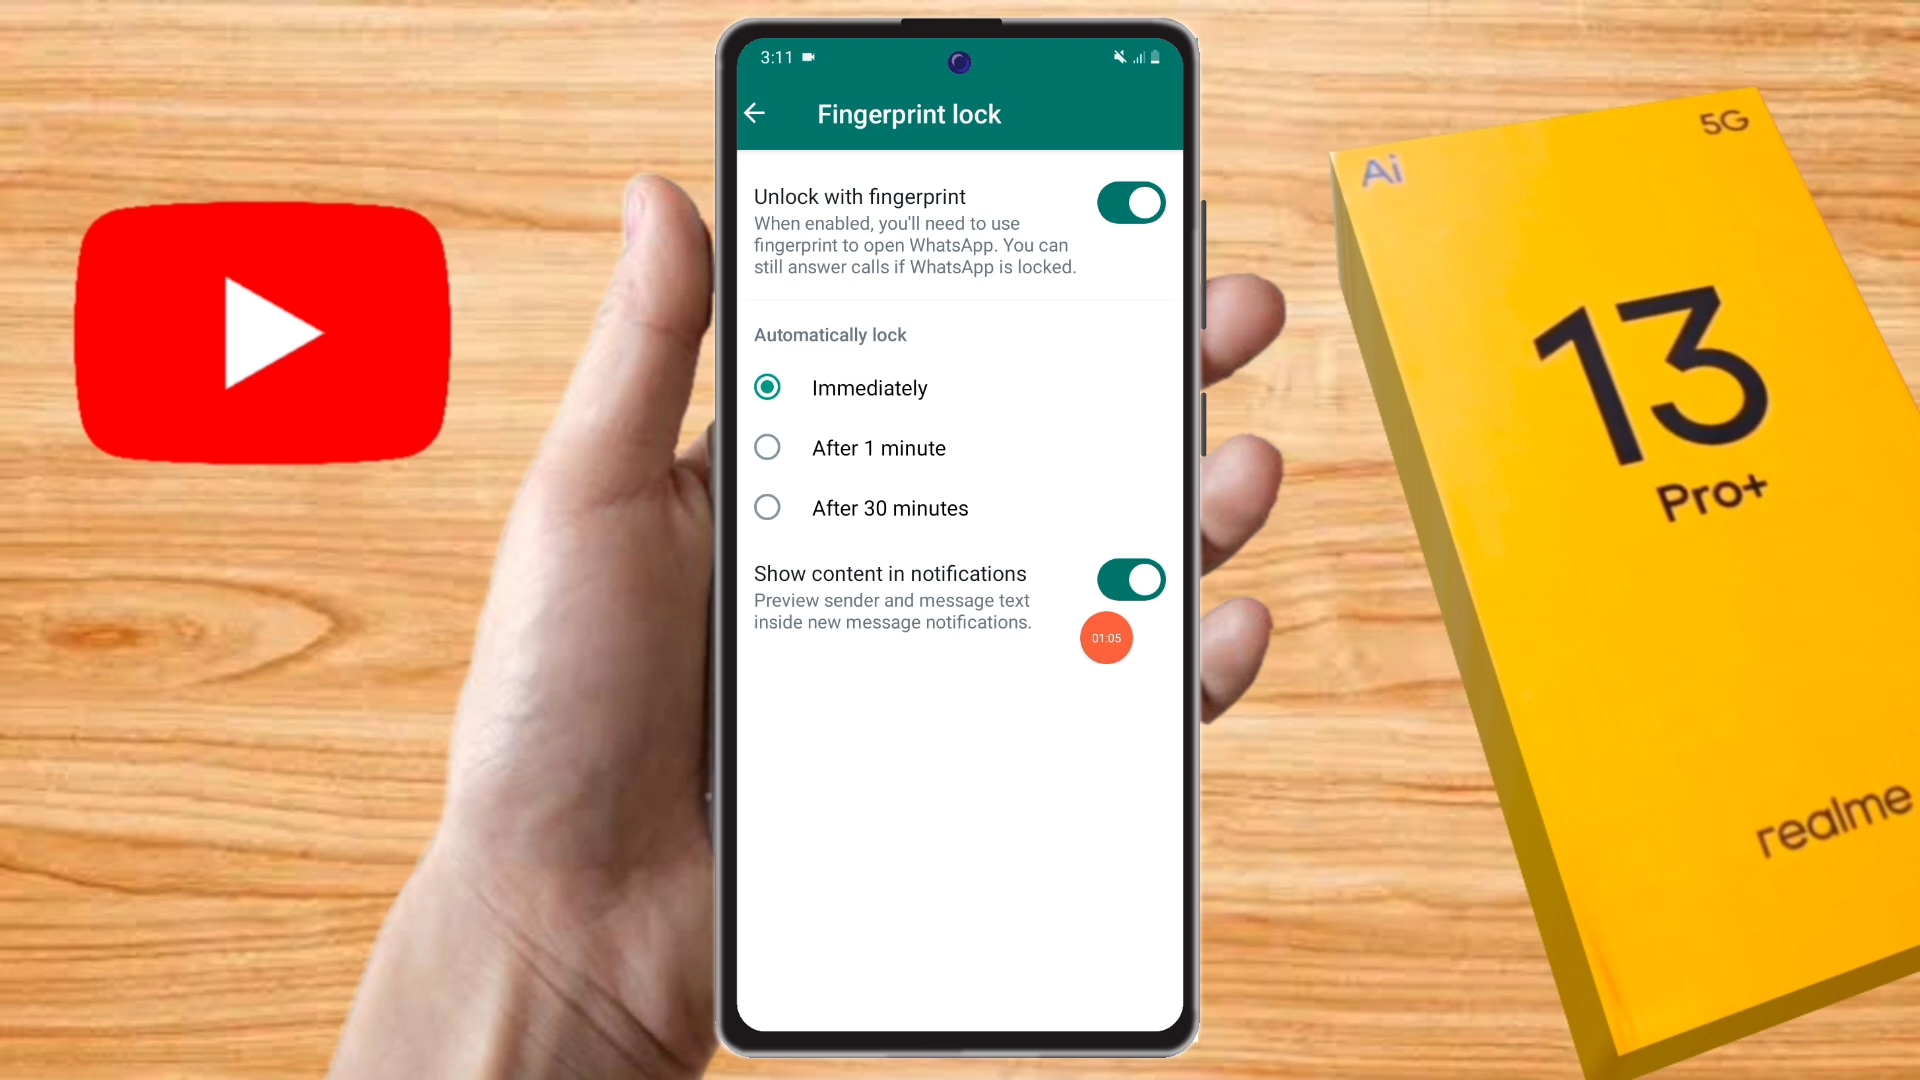 3:11
Fingerprint lock
Unlock with fingerprint
When enabled, you'll need to use
fingerprint to open WhatsApp. You can
still answer calls if WhatsApp is locked.
Automatically lock
Immediately
After 1 minute
After 30 minutes
Show content in notifications
Preview sender and message text
inside new message notifications.
01:05
Ai
5G
13
Pro+
realme